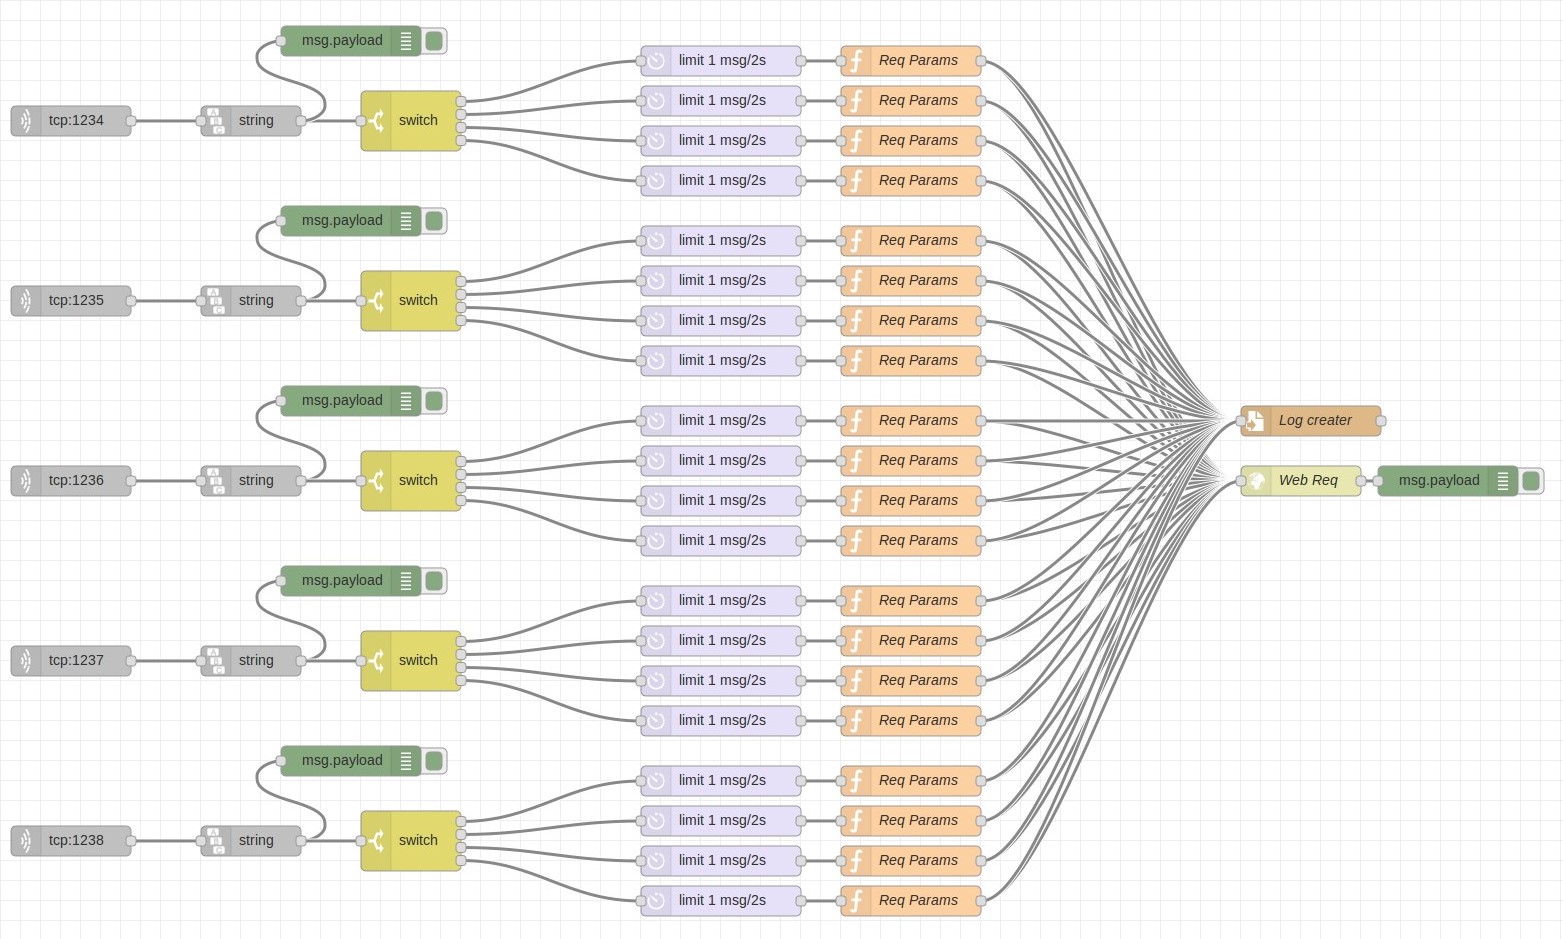 msg.payload
tcp:1234
string
switch
limit 1 msg/2s
Req Params
limit 1 msg/2s
Req Params
limit 1 msg/2s
Req Params
limit 1 msg/2s
Req Params
msg.payload
tcp:1235
string
switch
limit 1 msg/2s
Req Params
limit 1 msg/2s
Req Params
limit 1 msg/2s
Req Params
limit 1 msg/2s
Req Params
msg.payload
tcp:1236
string
switch
limit 1 msg/2s
Req Params
limit 1 msg/2s
Req Params
limit 1 msg/2s
Req Params
limit 1 msg/2s
Req Params
msg.payload
tcp:1237
string
switch
limit 1 msg/2s
Req Params
limit 1 msg/2s
Req Params
limit 1 msg/2s
Req Params
limit 1 msg/2s
Req Params
msg.payload
tcp:1238
string
switch
limit 1 msg/2s
Req Params
limit 1 msg/2s
Req Params
limit 1 msg/2s
Req Params
limit 1 msg/2s
Req Params
Log creater
Web Req
msg.payload